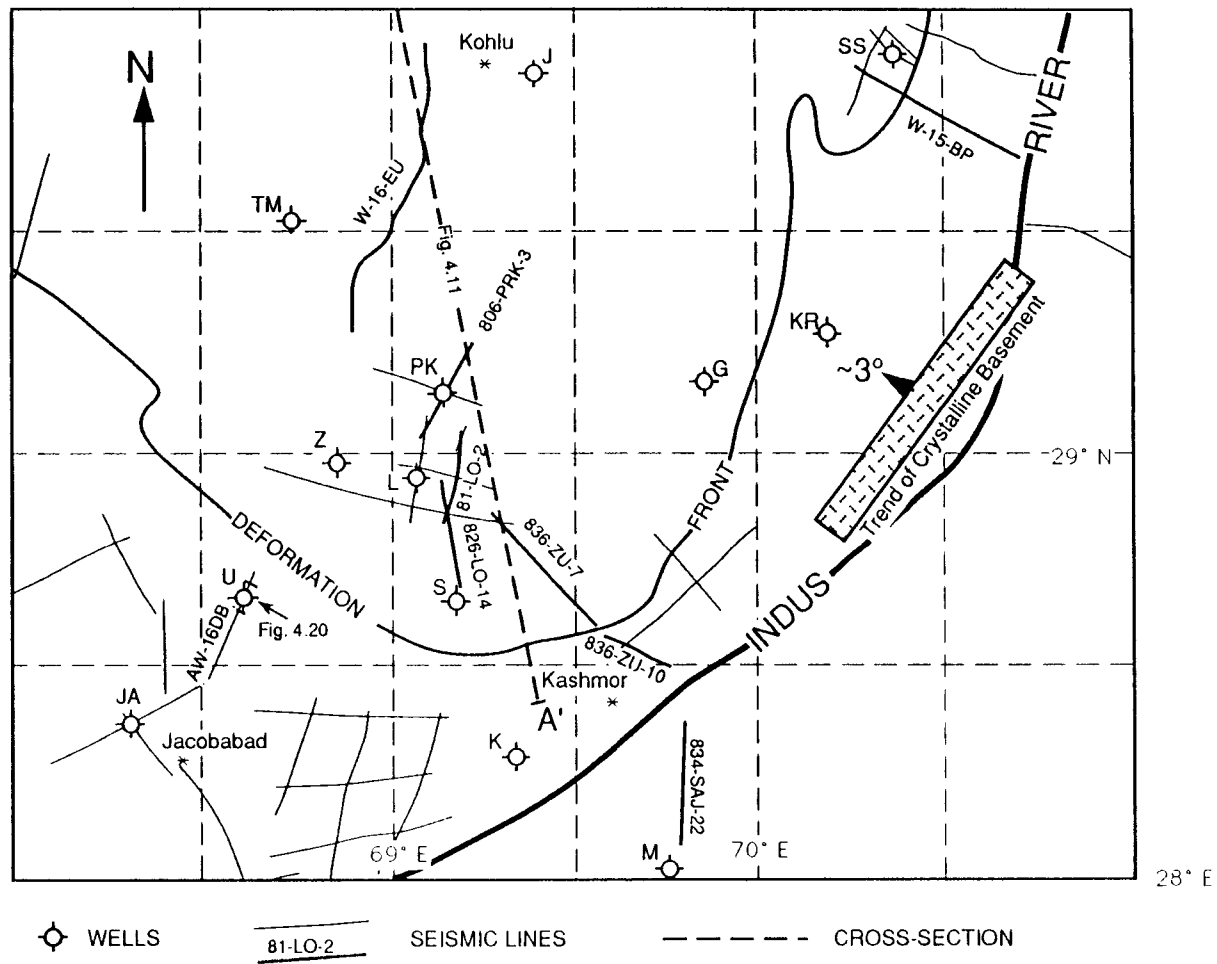 Kohlu
J
SS
N
RIVER
W-15-BP
TM
W-16-EU
Fig. 4.11
806-PRK-3
KR
PK
G
~3°
Trend of Crystalline Basement
Z
29° N
L
81-LO-2
FRONT
836-ZU-7
826-LO-14
DEFORMATION
U
S
Fig. 4.20
INDUS
AW-16DB
836-ZU-10
Kashmor
JA
A'
Jacobabad
K
834-SAJ-22
69° E
M
70° E
28° E
WELLS
81-LO-2
SEISMIC LINES
CROSS-SECTION